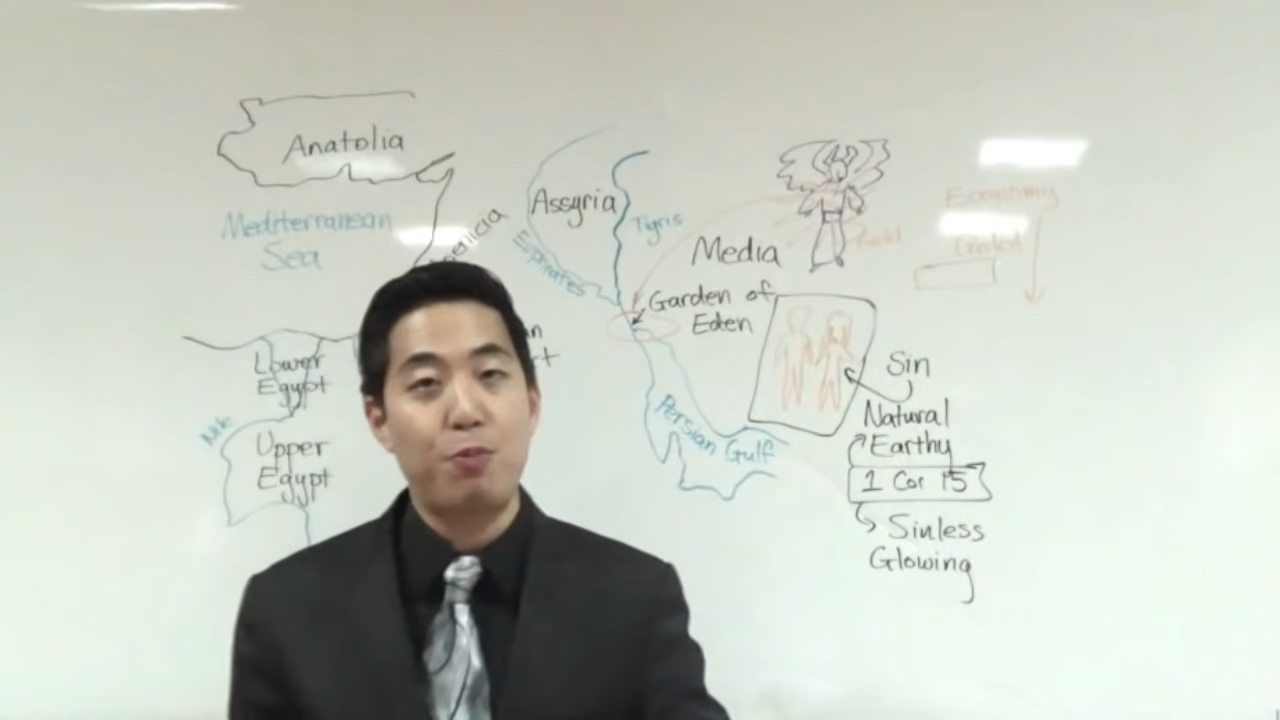 Anatolia
Mediterranean
Sea
Assyria
Tigris
Euphrates
Media
Garden of
Eden
Lower
Egypt
Nile
Upper
Egypt
Persian Gulf
Sin
Natural
Earthy
1 Cor 15
Sinless
Glowing